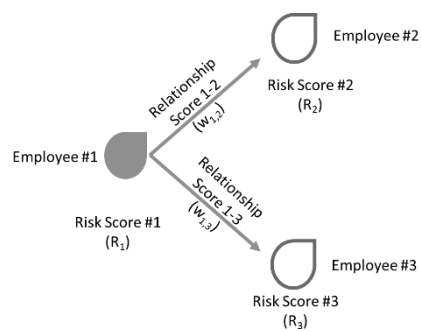 Employee #2
Risk Score #2
(R2)
Relationship
Score 1-2
(w1,2)
Employee #1
Risk Score #1
(R1)
Relationship
Score 1-3
(w1,3)
Employee #3
Risk Score #3
(R3)